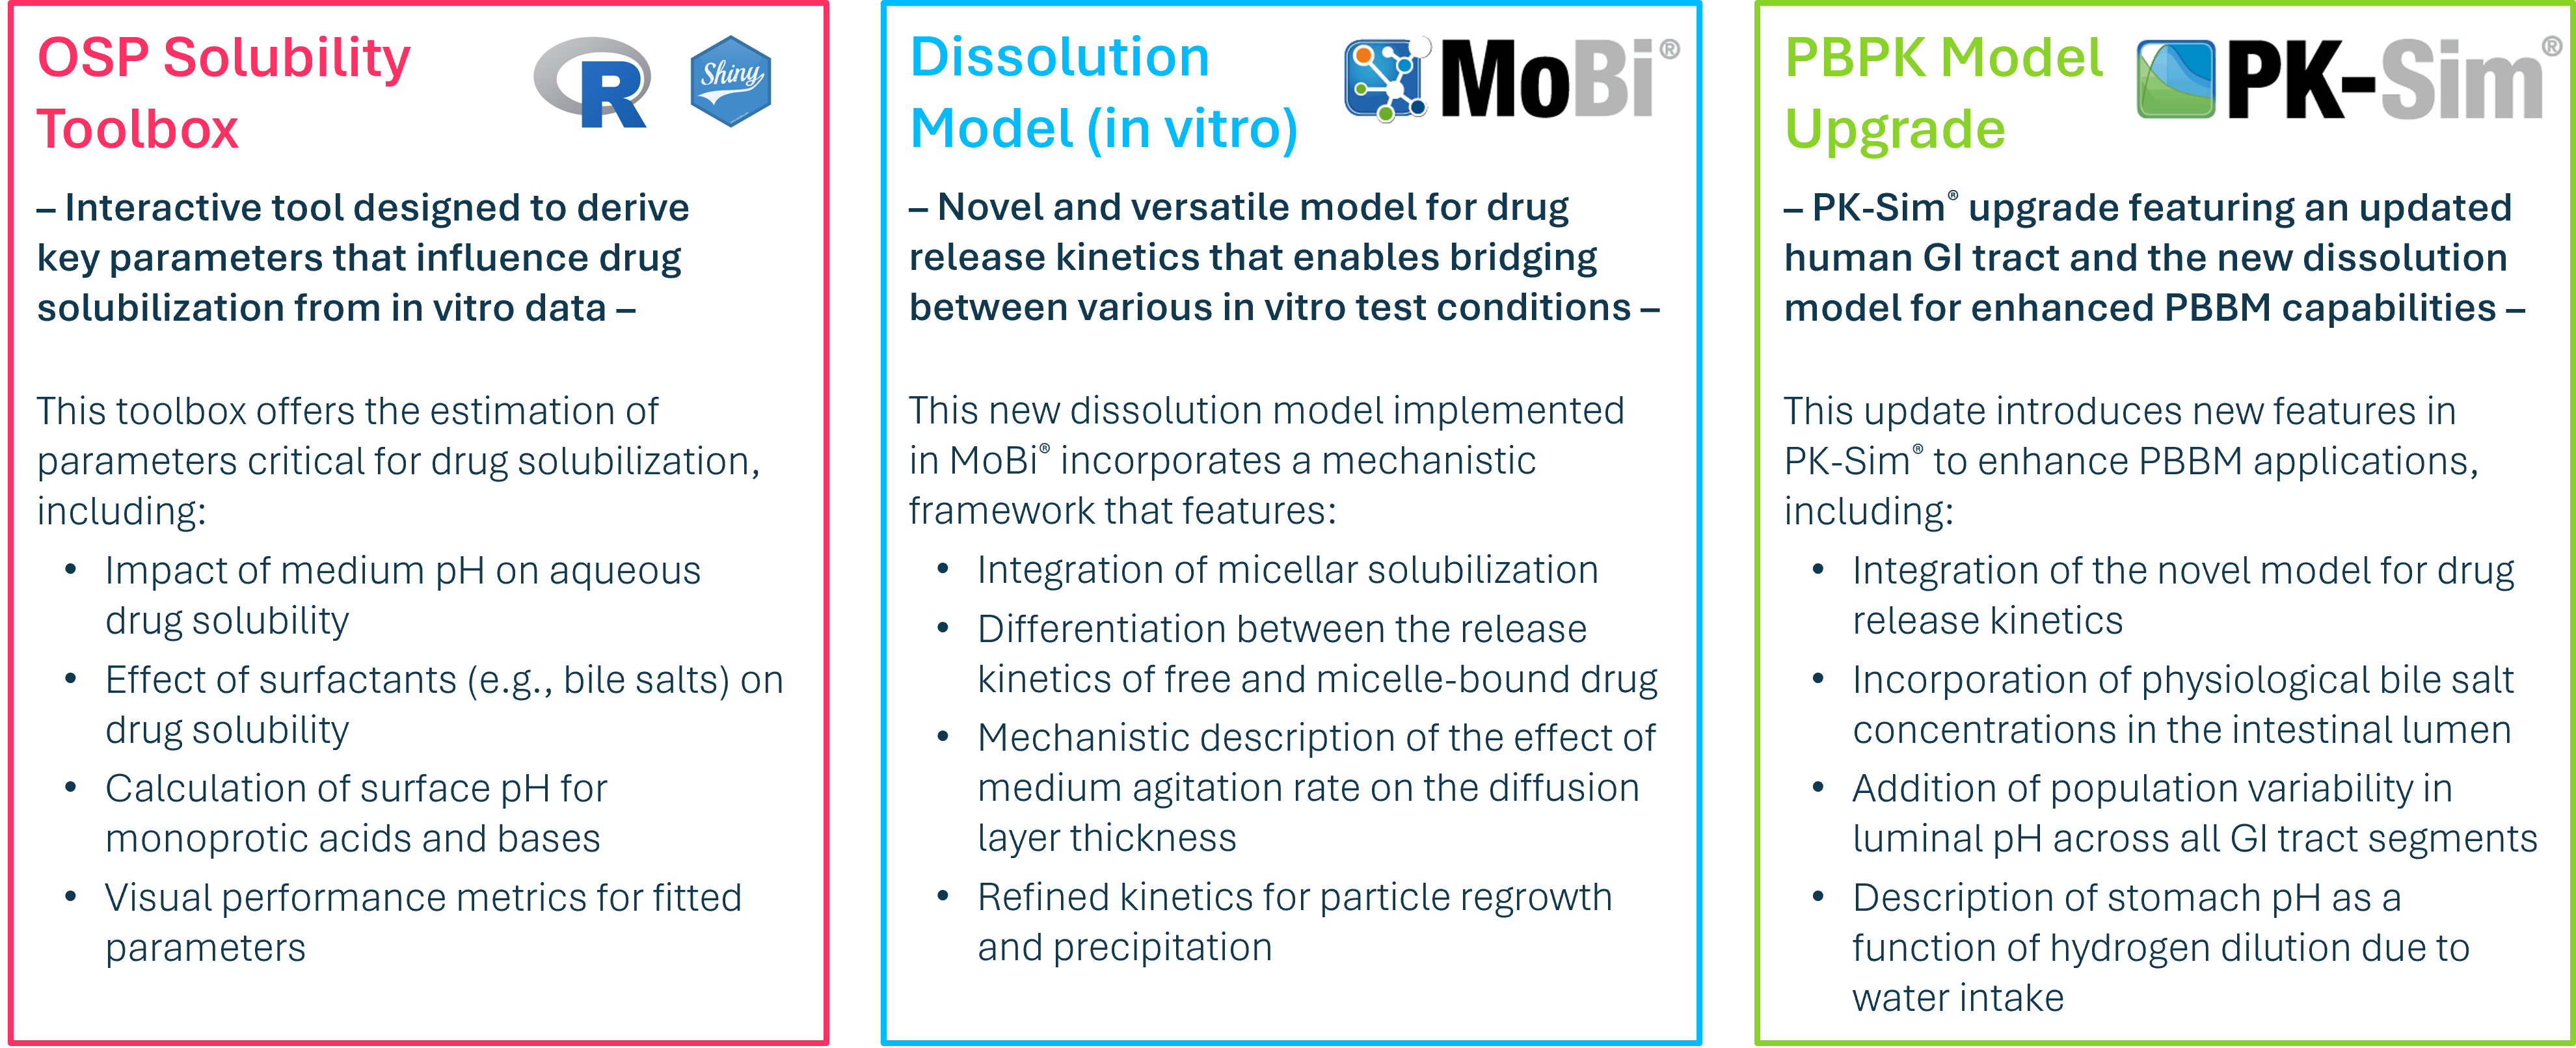 OSP Solubility
Toolbox
R
Shiny
– Interactive tool designed to derive
key parameters that influence drug
solubilization from in vitro data –
This toolbox offers the estimation of
parameters critical for drug solubilization,
including:
• Impact of medium pH on aqueous
drug solubility
• Effect of surfactants (e.g., bile salts) on
drug solubility
• Calculation of surface pH for
monoprotic acids and bases
• Visual performance metrics for fitted
parameters
Dissolution
Model (in vitro)
MoBi®
– Novel and versatile model for drug
release kinetics that enables bridging
between various in vitro test conditions –
This new dissolution model implemented
in MoBi® incorporates a mechanistic
framework that features:
• Integration of micellar solubilization
• Differentiation between the release
kinetics of free and micelle-bound drug
• Mechanistic description of the effect of
medium agitation rate on the diffusion
layer thickness
• Refined kinetics for particle regrowth
and precipitation
PBPK Model
Upgrade
PK-Sim®
– PK-Sim® upgrade featuring an updated
human GI tract and the new dissolution
model for enhanced PBBM capabilities –
This update introduces new features in
PK-Sim® to enhance PBBM applications,
including:
• Integration of the novel model for drug
release kinetics
• Incorporation of physiological bile salt
concentrations in the intestinal lumen
• Addition of population variability in
luminal pH across all GI tract segments
• Description of stomach pH as a
function of hydrogen dilution due to
water intake